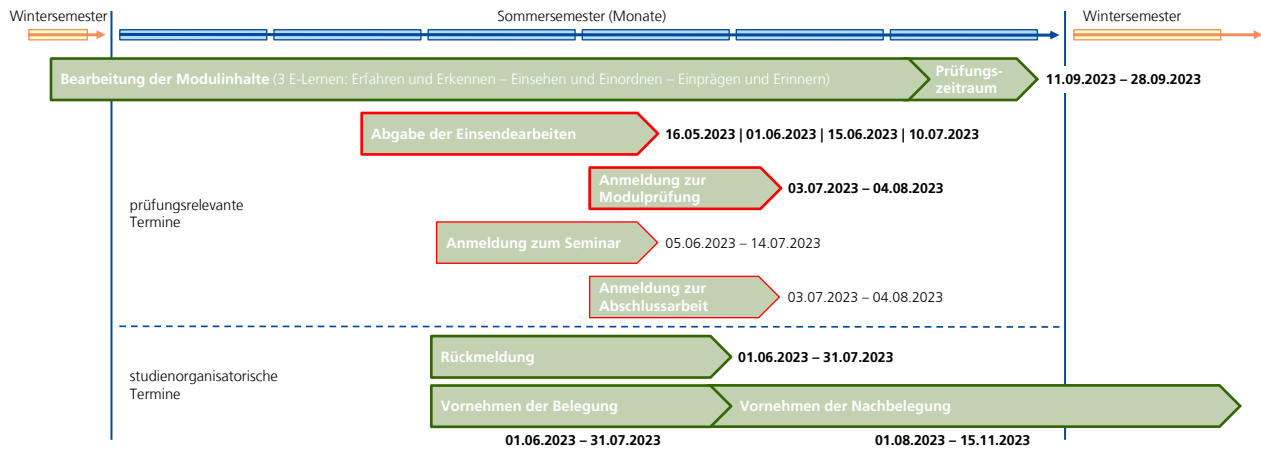 Wintersemester
Sommersemester (Monate)
Wintersemester
Bearbeitung der Modulinhalte (3 E-Lernen: Erfahren und Erkennen – Einsehen und Einordnen – Einprägen und Erinnern)
Prüfungs-
zeitraum
11.09.2023 – 28.09.2023
Abgabe der Einsendearbeiten
16.05.2023 | 01.06.2023 | 15.06.2023 | 10.07.2023
Anmeldung zur
Modulprüfung
03.07.2023 – 04.08.2023
prüfungsrelevante
Termine
Anmeldung zum Seminar
05.06.2023 – 14.07.2023
Anmeldung zur
Abschlussarbeit
03.07.2023 – 04.08.2023
Rückmeldung
01.06.2023 – 31.07.2023
studienorganisatorische
Termine
Vornehmen der Belegung
Vornehmen der Nachbelegung
01.06.2023 – 31.07.2023
01.08.2023 – 15.11.2023